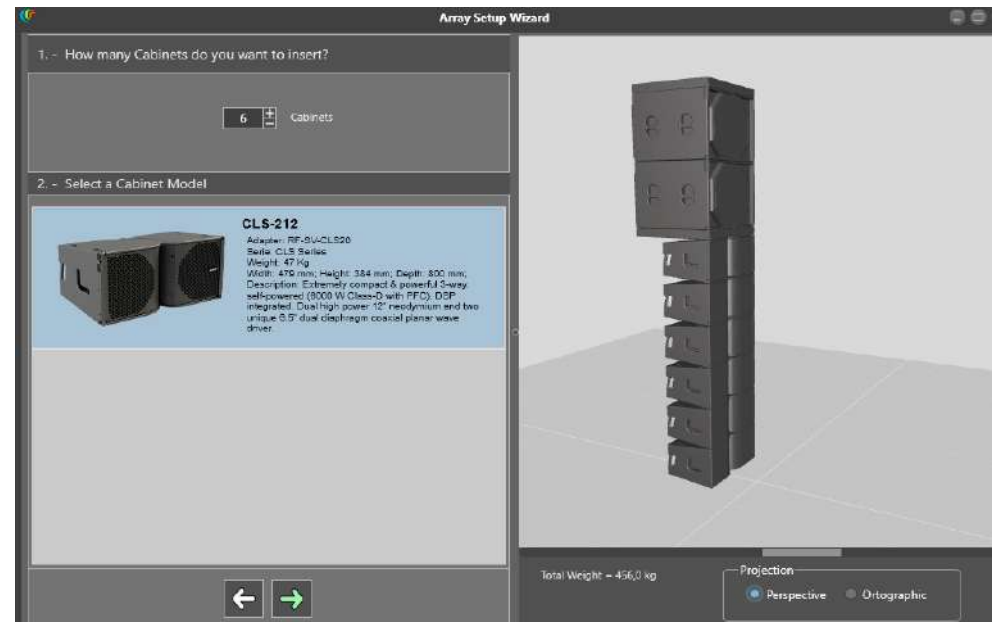 Array Setup Wizard
1. - How many Cabinets do you want to insert?
6 Cabinets
2. - Select a Cabinet Model
CLS-212
Adapter: RF-SV-CLS20
Serie: CLS Series
Weight: 47 Kg
Width: 479 mm; Height: 384 mm; Depth: 800 mm;
Description: Extremely compact & powerful 3-way
self-powered (6000 W Class-D with PFC). DSP
integrated. Dual high power 12" neodymium and two
unique 6.5" dual diaphragm coaxial planar wave
driver.
Total Weight = 456,0 kg
Projection
Perspective Ortographic